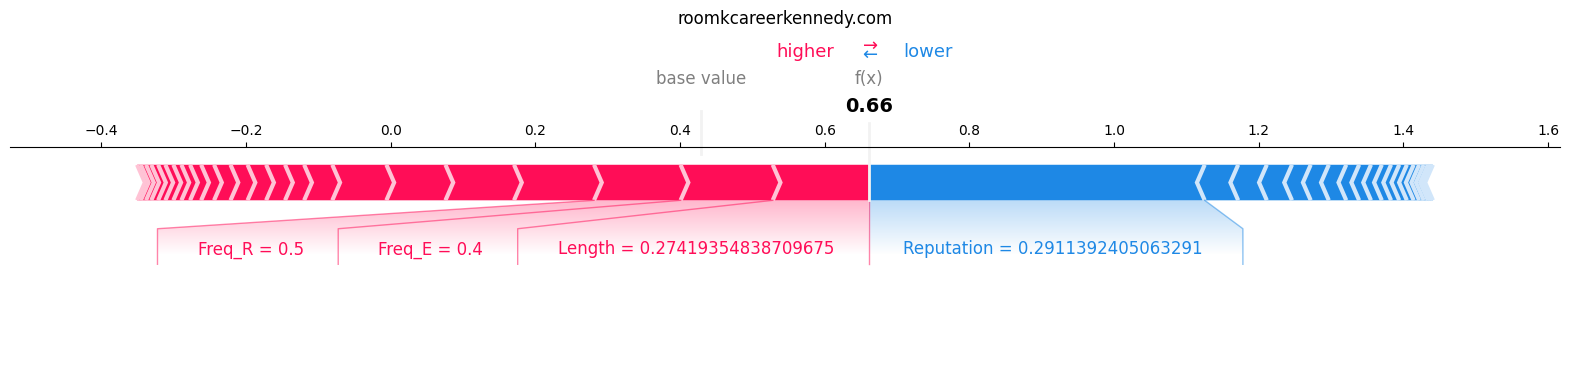 roomkcareerkennedy.com
higher → lower
←
base value f(x)
0.66
−0.4 −0.2 0.0 0.2 0.4 0.6 0.8 1.0 1.2 1.4 1.6
Freq_R = 0.5 Freq_E = 0.4 Length = 0.27419354838709675 Reputation = 0.2911392405063291